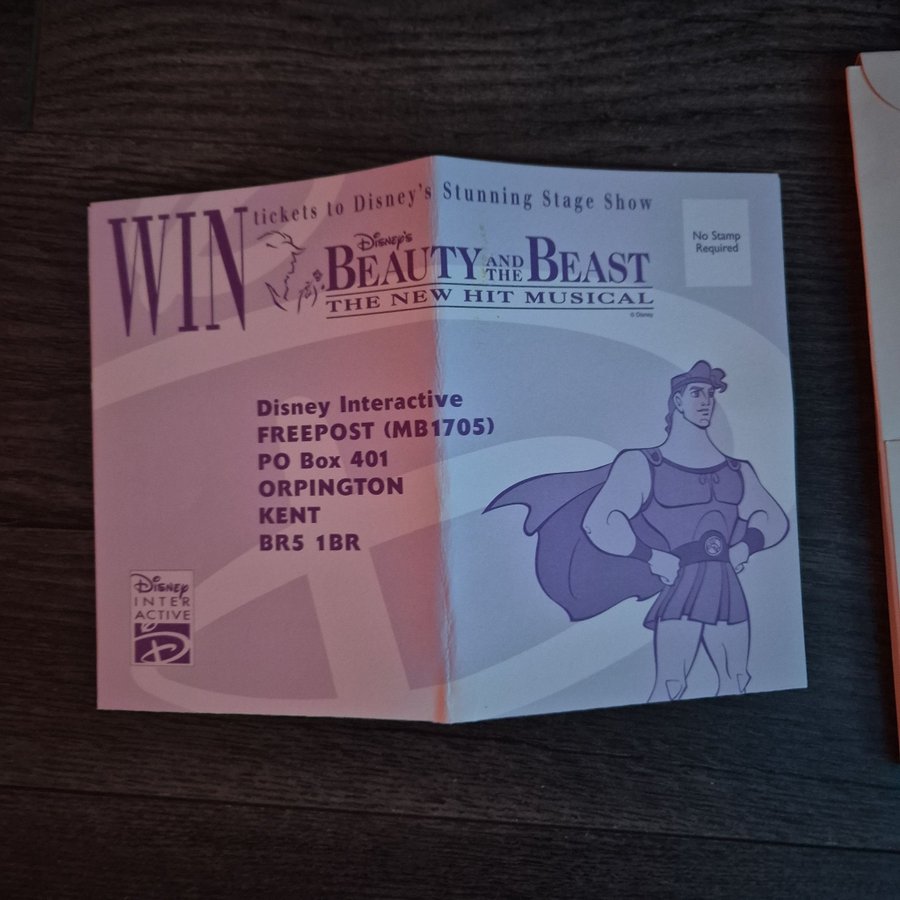 WIN tickets to Disney's Stunning Stage Show
DISNEY'S
BEAUTY AND THE BEAST
THE NEW HIT MUSICAL
© Disney
No Stamp
Required
Disney Interactive
FREEPOST (MB1705)
PO Box 401
ORPINGTON
KENT
BR5 1BR
DISNEY
INTER
ACTIVE
D